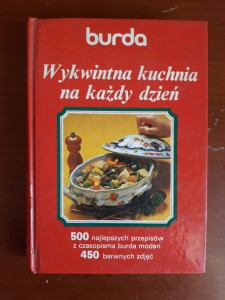 burda
Wykwintna kuchnia
na każdy dzień
500 najlepszych przepisów
z czasopisma burda moden
450 barwnych zdjęć